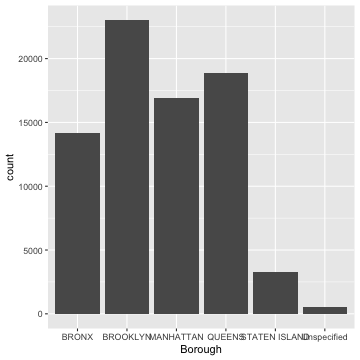 20000
15000
10000
5000
0
count
BRONX BROOKLYN MANHATTAN QUEENS STATEN ISLAND Unspecified
Borough